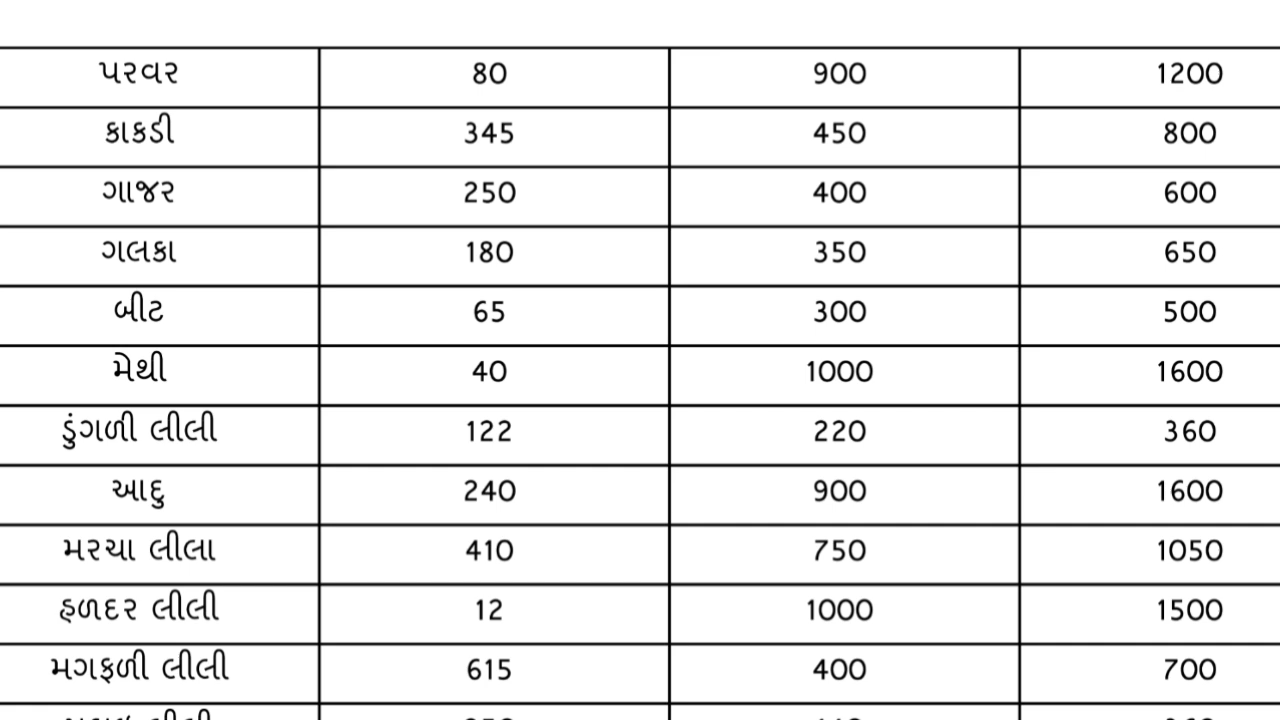 પરવર 80 900 1200
કાકડી 345 450 800
ગાજર 250 400 600
ગલકા 180 350 650
બીટ 65 300 500
મેથી 40 1000 1600
ડુંગળી લીલી 122 220 360
આદુ 240 900 1600
મરચા લીલા 410 750 1050
હળદર લીલી 12 1000 1500
મગફળી લીલી 615 400 700